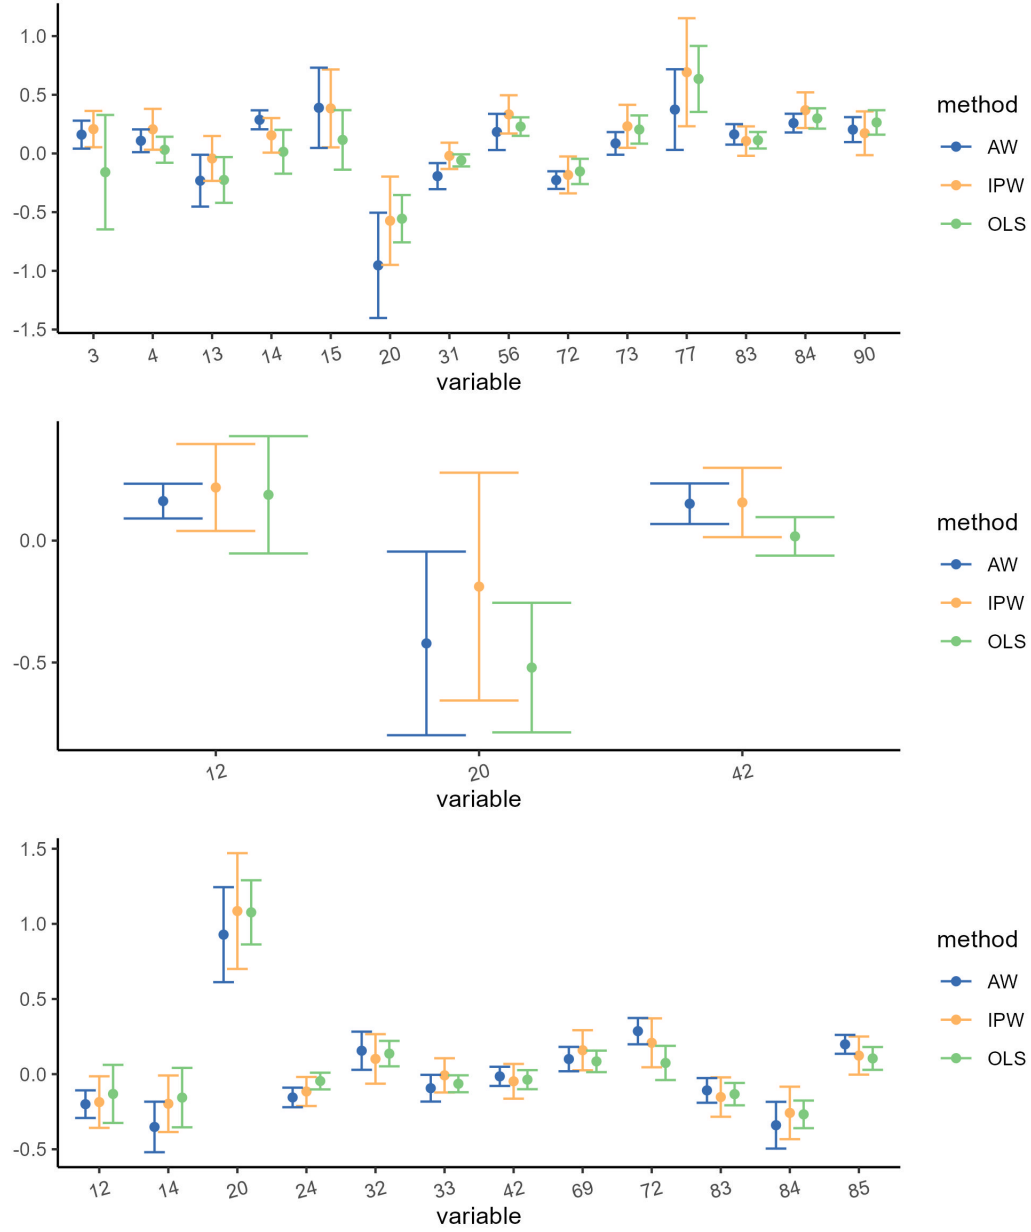 1.0
0.5
0.0
-0.5
-1.0
-1.5
3 4 13 14 15 20 31 56 72 73 77 83 84 90
variable
method
AW
IPW
OLS
0.0
-0.5
12 20 42
variable
method
AW
IPW
OLS
1.5
1.0
0.5
0.0
-0.5
12 14 20 24 32 33 42 69 72 83 84 85
variable
method
AW
IPW
OLS